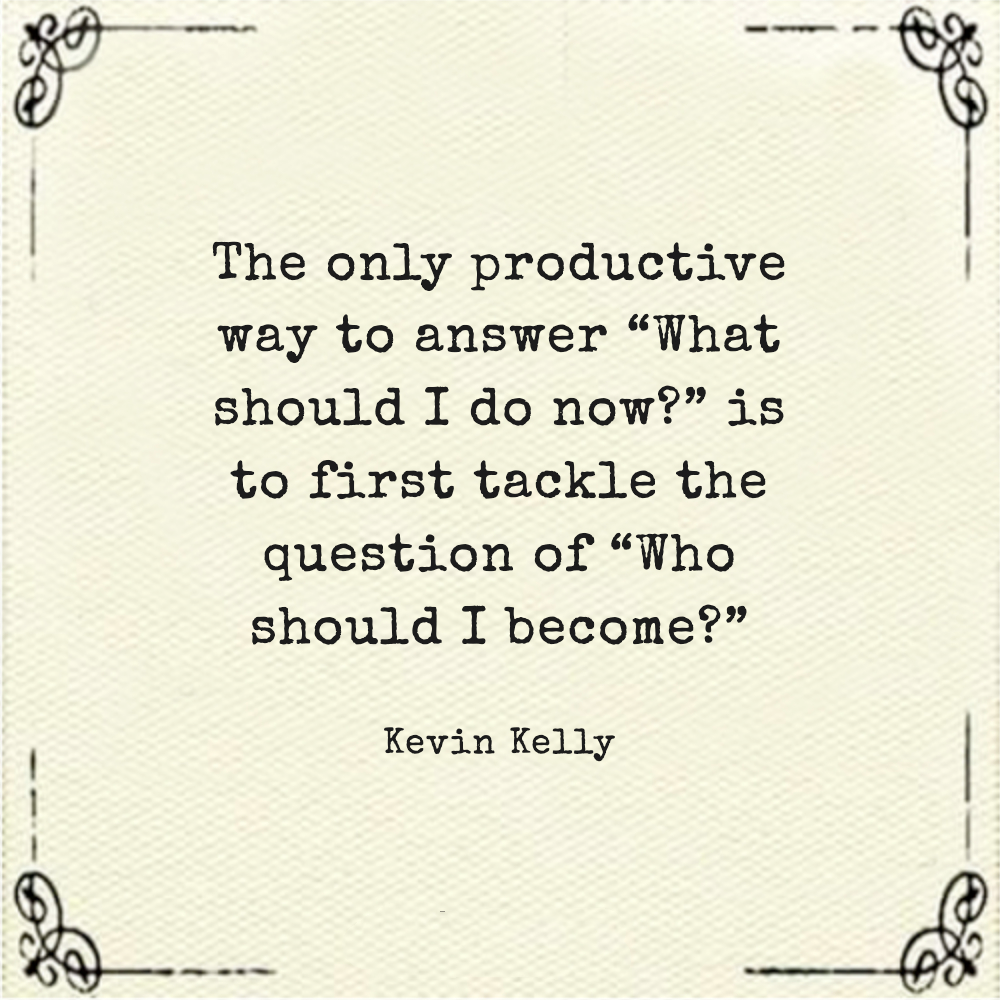 The only productive
way to answer “What
should I do now?” is
to first tackle the
question of “Who
should I become?”
Kevin Kelly